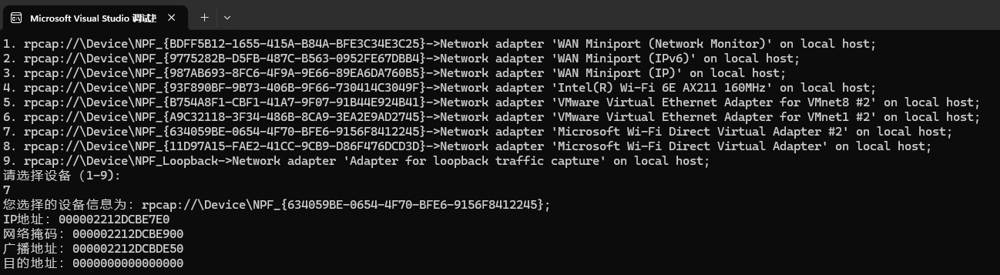 Microsoft Visual Studio 调试控
1. rpcap://\Device\NPF_{BDFF5B12-1655-415A-B84A-BFE3C34E3C25}->Network adapter 'WAN Miniport (Network Monitor)' on local host;
2. rpcap://\Device\NPF_{9775282B-D5FB-487C-B563-0952FE67DBB4}->Network adapter 'WAN Miniport (IPv6)' on local host;
3. rpcap://\Device\NPF_{987AB693-8FC6-4F9A-9E66-89EA6DA760B5}->Network adapter 'WAN Miniport (IP)' on local host;
4. rpcap://\Device\NPF_{93F890BF-9B73-406B-9F66-730414C3049F}->Network adapter 'Intel(R) Wi-Fi 6E AX211 160MHz' on local host;
5. rpcap://\Device\NPF_{B754A8F1-CBF1-41A7-9F07-91B44E924B41}->Network adapter 'VMware Virtual Ethernet Adapter for VMnet8 #2' on local host;
6. rpcap://\Device\NPF_{A9C32118-3F34-486B-8CA9-3EA2E9AD2745}->Network adapter 'VMware Virtual Ethernet Adapter for VMnet1 #2' on local host;
7. rpcap://\Device\NPF_{634059BE-0654-4F70-BFE6-9156F8412245}->Network adapter 'Microsoft Wi-Fi Direct Virtual Adapter #2' on local host;
8. rpcap://\Device\NPF_{11D97A15-FAE2-41CC-9CB9-D86F476DCD3D}->Network adapter 'Microsoft Wi-Fi Direct Virtual Adapter' on local host;
9. rpcap://\Device\NPF_Loopback->Network adapter 'Adapter for loopback traffic capture' on local host;
请选择设备（1-9):
7
您选择的设备信息为：rpcap://\Device\NPF_{634059BE-0654-4F70-BFE6-9156F8412245};
IP地址：000002212DCBE7E0
网络掩码：000002212DCBE900
广播地址：000002212DCBDE50
目的地址：0000000000000000